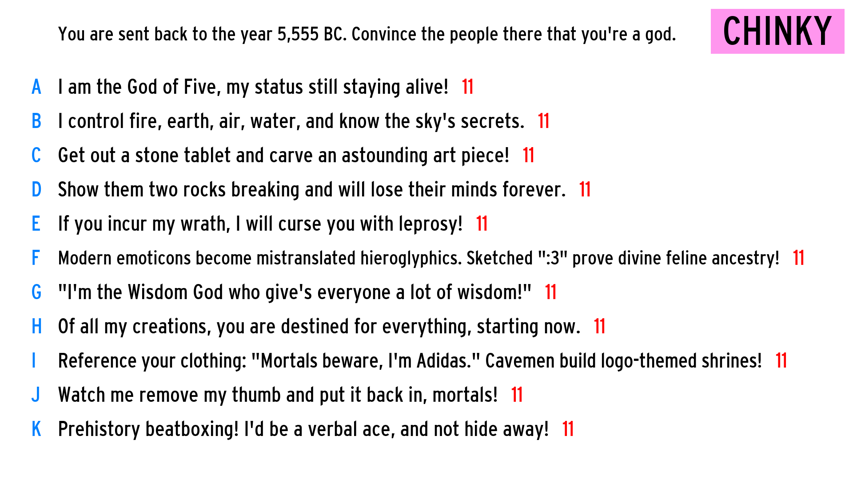 You are sent back to the year 5,555 BC. Convince the people there that you're a god. CHINKY
A I am the God of Five, my status still staying alive! 11
B I control fire, earth, air, water, and know the sky's secrets. 11
C Get out a stone tablet and carve an astounding art piece! 11
D Show them two rocks breaking and will lose their minds forever. 11
E If you incur my wrath, I will curse you with leprosy! 11
F Modern emoticons become mistranslated hieroglyphics. Sketched ":3" prove divine feline ancestry! 11
G "I'm the Wisdom God who give's everyone a lot of wisdom!" 11
H Of all my creations, you are destined for everything, starting now. 11
I Reference your clothing: "Mortals beware, I'm Adidas." Cavemen build logo-themed shrines! 11
J Watch me remove my thumb and put it back in, mortals! 11
K Prehistory beatboxing! I'd be a verbal ace, and not hide away! 11